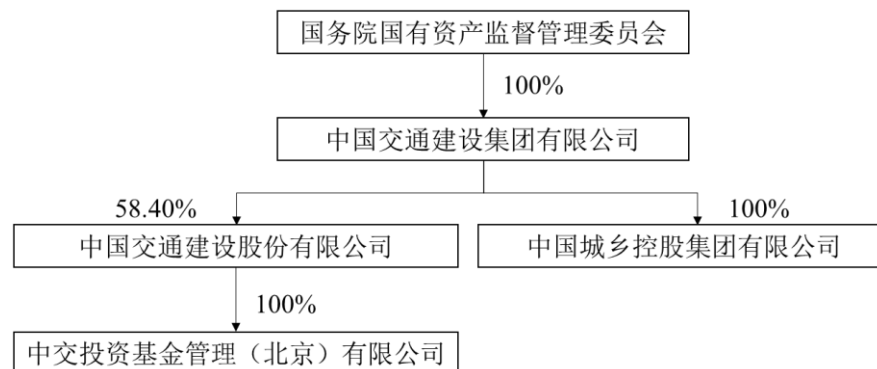 国务院国有资产监督管理委员会
100%
中国交通建设集团有限公司
58.40%
100%
中国交通建设股份有限公司
中国城乡控股集团有限公司
100%
中交投资基金管理（北京）有限公司